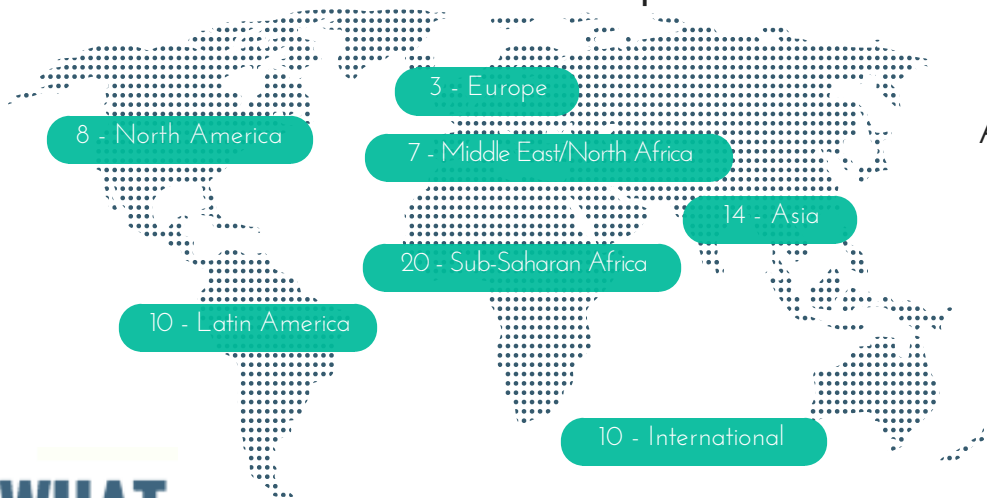 3 - Europe
8 - North America
7 - Middle East/North Africa
14 - Asia
20 - Sub-Saharan Africa
10 - Latin America
10 - International
WHAT